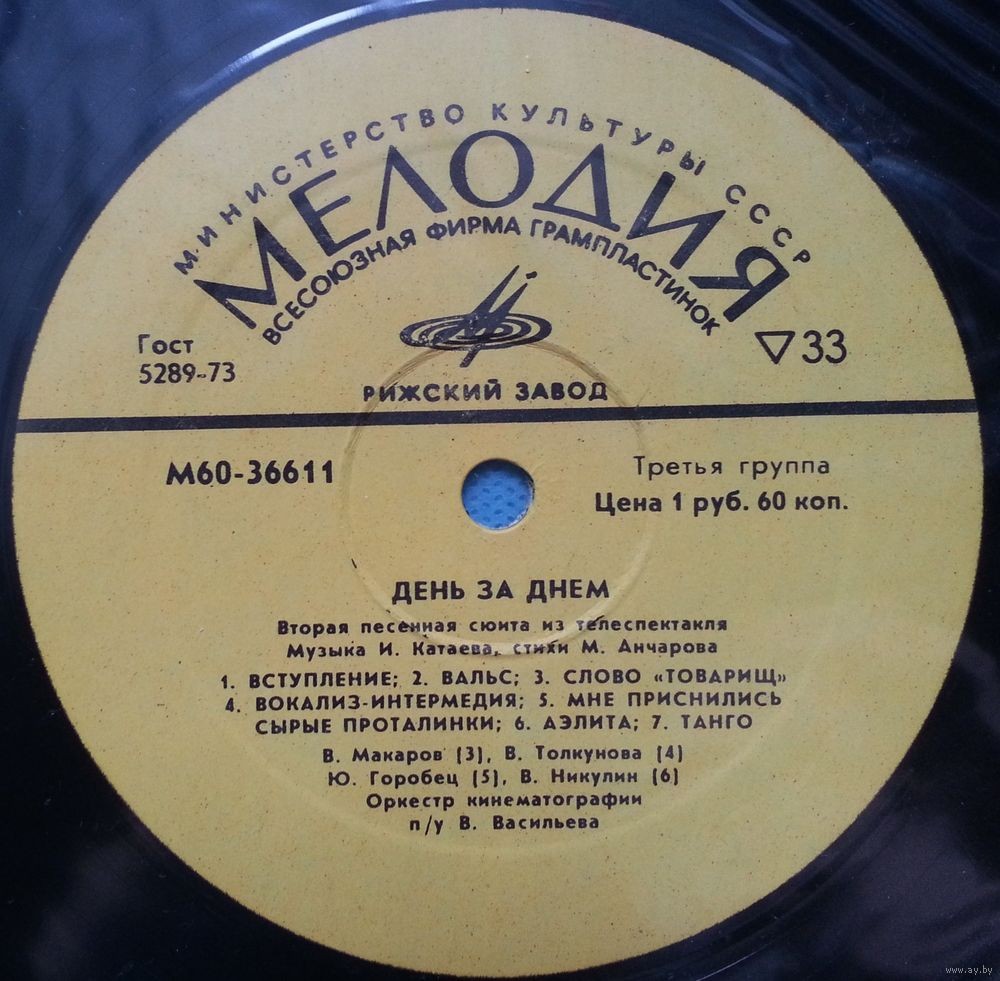 МИНИСТЕРСТВО КУЛЬТУРЫ СССР
МЕЛОДИЯ
ВСЕСОЮЗНАЯ ФИРМА ГРАМПЛАСТИНОК
Гост
5289-73
33
РИЖСКИЙ ЗАВОД
М60-36611
Третья группа
Цена 1 руб. 60 коп.
ДЕНЬ ЗА ДНЕМ
Вторая песенная сюита из телеспектакля
Музыка И. Катаева, стихи М. Анчарова
1. ВСТУПЛЕНИЕ; 2. ВАЛЬС; 3. СЛОВО «ТОВАРИЩ»
4. ВОКАЛИЗ-ИНТЕРМЕДИЯ; 5. МНЕ ПРИСНИЛИСЬ
СЫРЫЕ ПРОТАЛИНКИ; 6. АЭЛИТА; 7. ТАНГО
В. Макаров (3), В. Толкунова (4)
Ю. Горобец (5), В. Никулин (6)
Оркестр кинематографии
п/у В. Васильева
www.ay.by